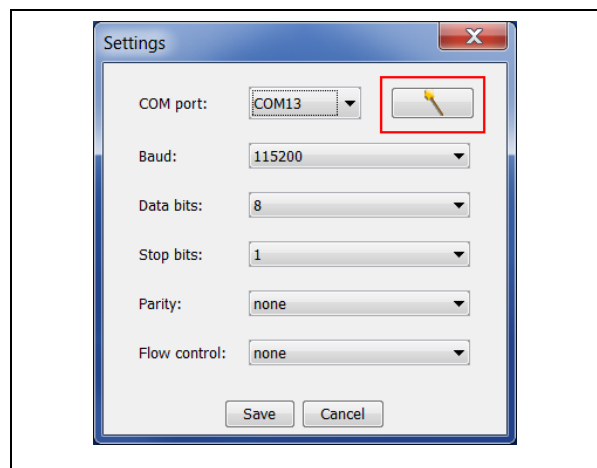 Settings
COM port: COM13
Baud: 115200
Data bits: 8
Stop bits: 1
Parity: none
Flow control: none
Save Cancel